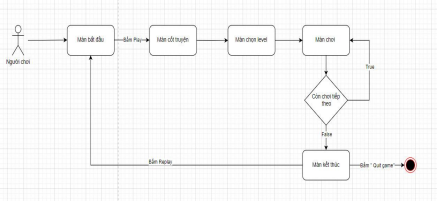 Người chơi
Màn bắt đầu
Bấm Play
Màn cốt truyện
Màn chọn level
Màn chơi
True
Còn chơi tiếp
theo
False
Màn kết thúc
Bấm Replay
Bấm " Quit game"